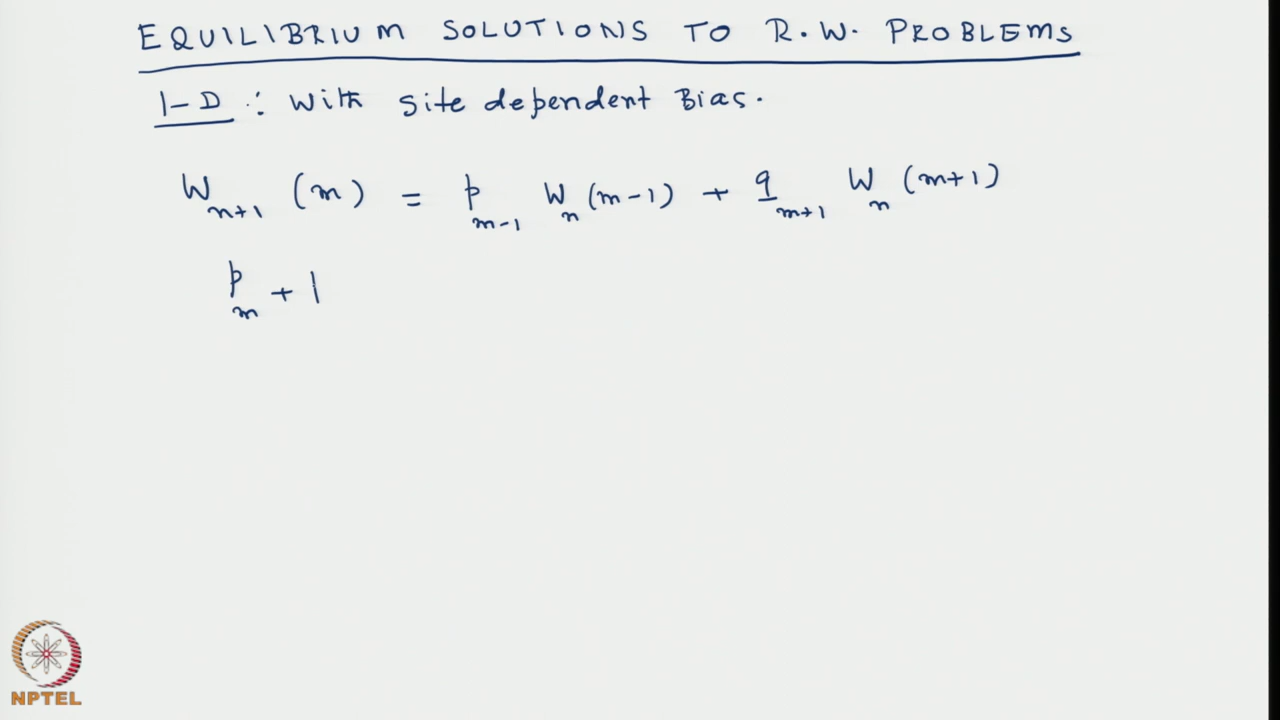 EQUILIBRIUM SOLUTIONS TO R.W. PROBLEMS
1-D : With site dependent Bias.
W_{n+1} (m) = p_{m-1} W_n (m-1) + q_{m+1} W_n (m+1)
p_m + 1
NPTEL